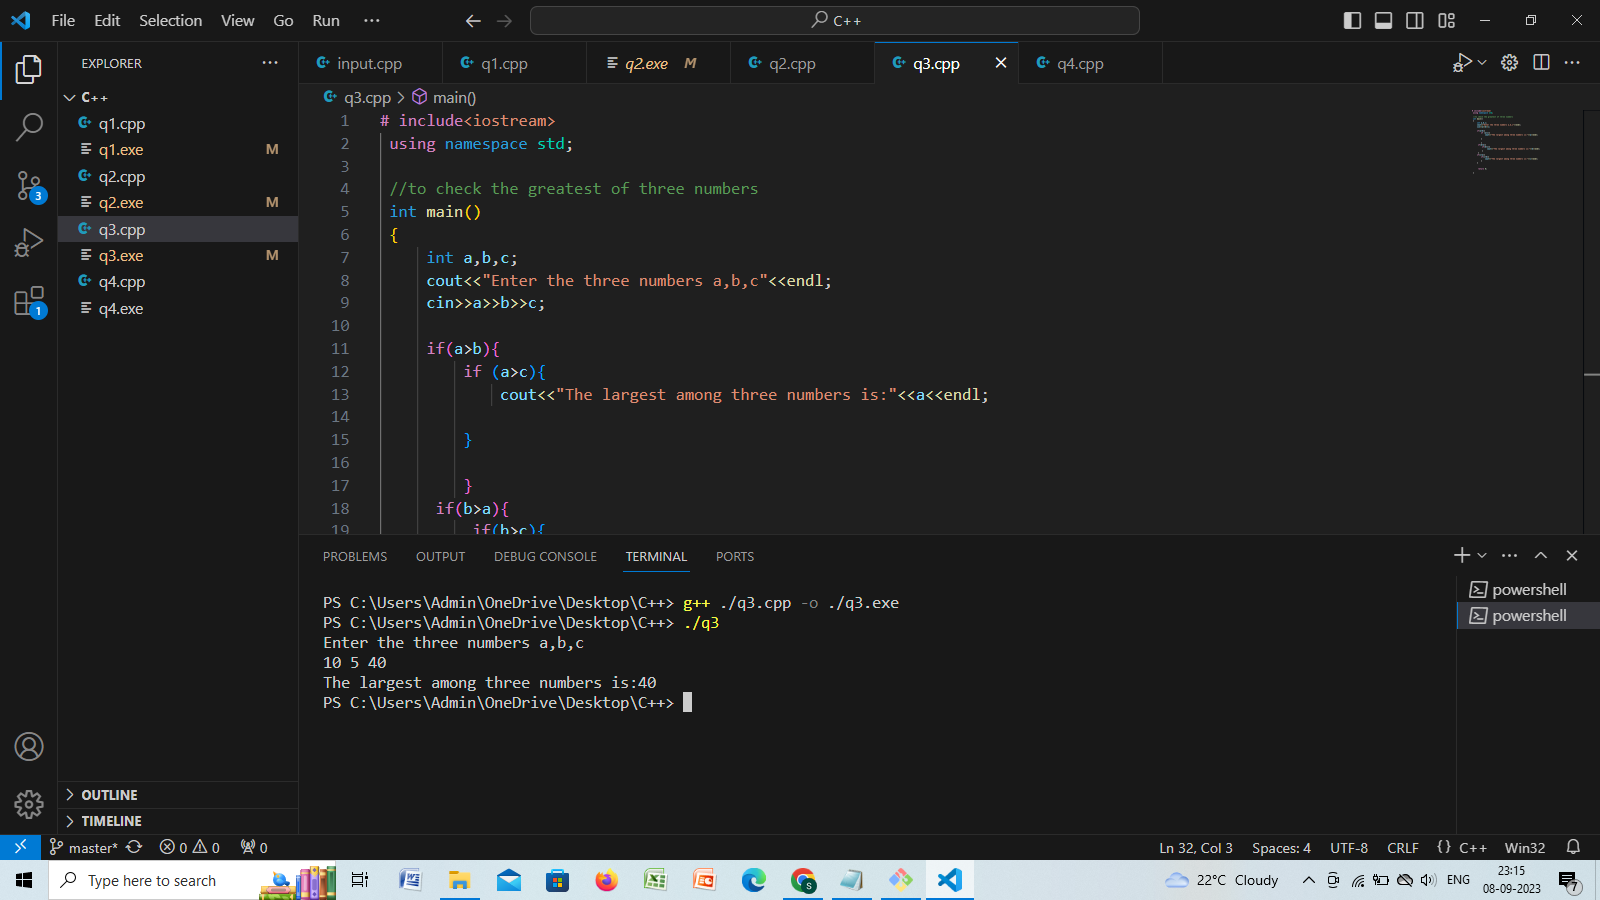 File Edit Selection View Go Run ···
C++
EXPLORER ···
C++
q1.cpp
q1.exe M
q2.cpp
q2.exe M
q3.cpp
q3.exe M
q4.cpp
q4.exe
OUTLINE
TIMELINE
3
1
input.cpp q1.cpp q2.exe M q2.cpp q3.cpp q4.cpp
q3.cpp > main()
1 # include<iostream>
2 using namespace std;
3
4 //to check the greatest of three numbers
5 int main()
6 {
7 int a,b,c;
8 cout<<"Enter the three numbers a,b,c"<<endl;
9 cin>>a>>b>>c;
10
11 if(a>b){
12 if (a>c){
13 cout<<"The largest among three numbers is:"<<a<<endl;
14
15 }
16
17 }
18 if(b>a){
19 if(b>c){
PROBLEMS OUTPUT DEBUG CONSOLE TERMINAL PORTS
PS C:\Users\Admin\OneDrive\Desktop\C++> g++ ./q3.cpp -o ./q3.exe
PS C:\Users\Admin\OneDrive\Desktop\C++> ./q3
Enter the three numbers a,b,c
10 5 40
The largest among three numbers is:40
PS C:\Users\Admin\OneDrive\Desktop\C++>
powershell
powershell
master* 0 0 0 Ln 32, Col 3 Spaces: 4 UTF-8 CRLF {} C++ Win32
Type here to search 22°C Cloudy ENG 23:15
08-09-2023
7